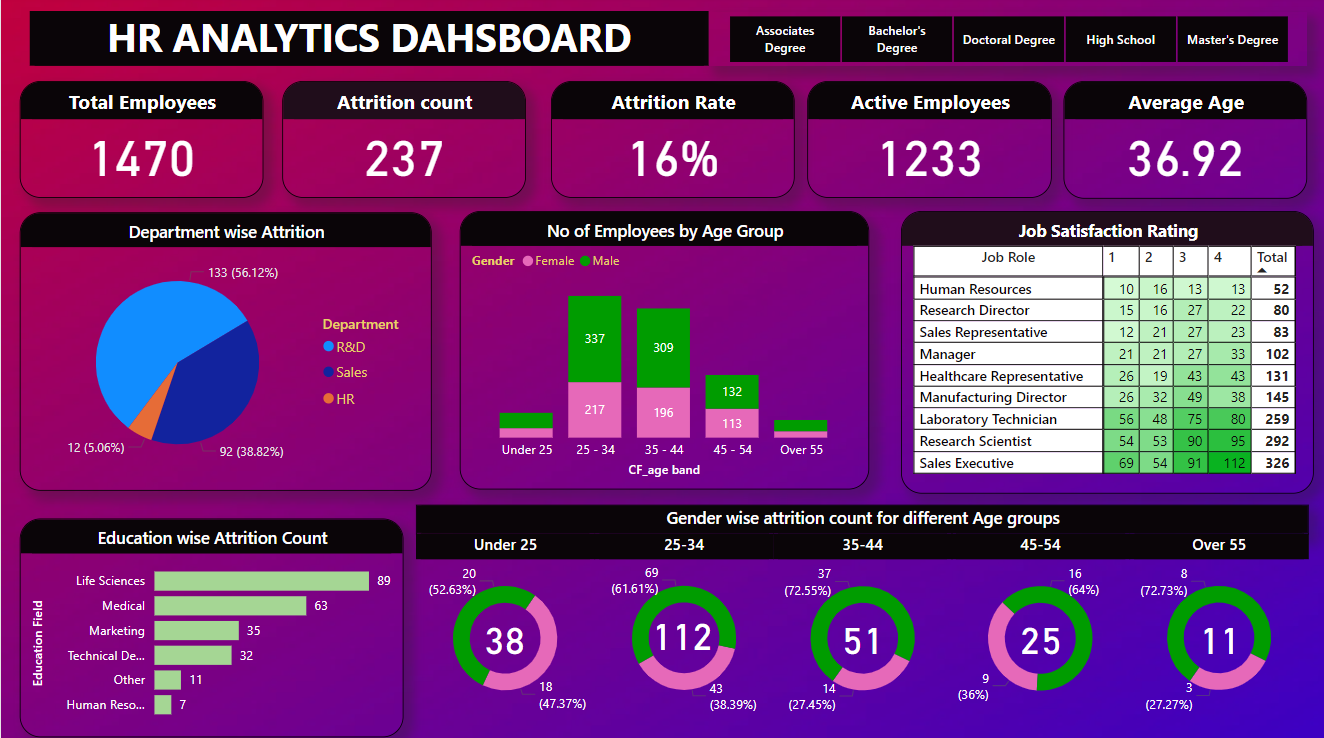 HR ANALYTICS DAHSBOARD
Associates Degree
Bachelor's Degree
Doctoral Degree
High School
Master's Degree
Total Employees
1470
Attrition count
237
Attrition Rate
16%
Active Employees
1233
Average Age
36.92
Department wise Attrition
133 (56.12%)
12 (5.06%)
92 (38.82%)
Department
R&D
Sales
HR
No of Employees by Age Group
Gender Female Male
337
309
132
217
196
113
Under 25
25 - 34
35 - 44
45 - 54
Over 55
CF_age band
Job Satisfaction Rating
Job Role 1 2 3 4 Total
Human Resources 10 16 13 13 52
Research Director 15 16 27 22 80
Sales Representative 12 21 27 23 83
Manager 21 21 27 33 102
Healthcare Representative 26 19 43 43 131
Manufacturing Director 26 32 49 38 145
Laboratory Technician 56 48 75 80 259
Research Scientist 54 53 90 95 292
Sales Executive 69 54 91 112 326
Education wise Attrition Count
Education Field
Life Sciences 89
Medical 63
Marketing 35
Technical De... 32
Other 11
Human Reso... 7
Gender wise attrition count for different Age groups
Under 25
20
(52.63%)
38
18
(47.37%)
25-34
69
(61.61%)
112
43
(38.39%)
35-44
37
(72.55%)
51
14
(27.45%)
45-54
16
(64%)
25
9
(36%)
Over 55
8
(72.73%)
11
3
(27.27%)